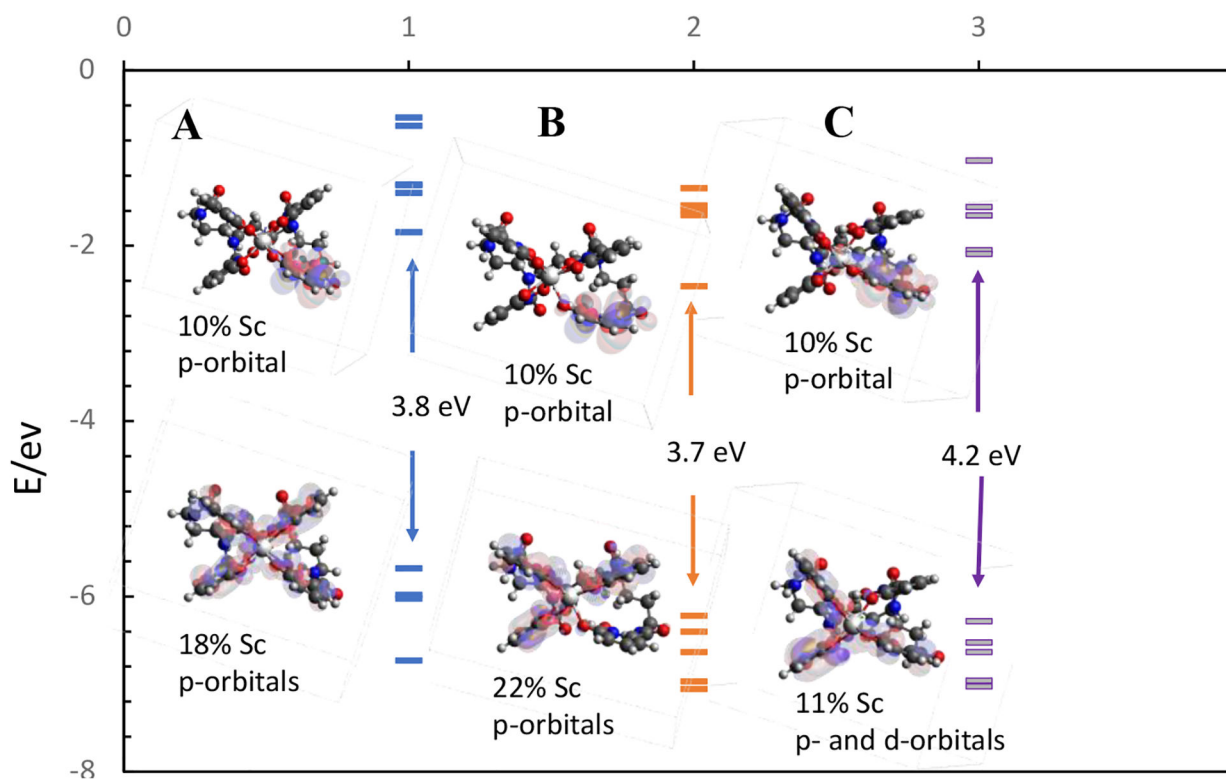 0 1 2 3
0
-2
-4
-6
-8
E/ev
A
10% Sc
p-orbital
18% Sc
p-orbitals
3.8 eV
B
10% Sc
p-orbital
22% Sc
p-orbitals
3.7 eV
C
10% Sc
p-orbital
11% Sc
p- and d-orbitals
4.2 eV